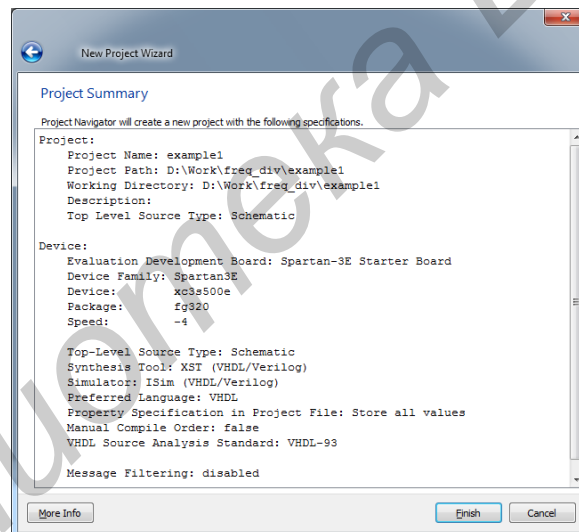 New Project Wizard
Project Summary
Project Navigator will create a new project with the following specifications.
Project:
Project Name: example1
Project Path: D:\Work\freq_div\example1
Working Directory: D:\Work\freq_div\example1
Description:
Top Level Source Type: Schematic
Device:
Evaluation Development Board: Spartan-3E Starter Board
Device Family: Spartan3E
Device: xc3s500e
Package: fg320
Speed: -4
Top-Level Source Type: Schematic
Synthesis Tool: XST (VHDL/Verilog)
Simulator: ISim (VHDL/Verilog)
Preferred Language: VHDL
Property Specification in Project File: Store all values
Manual Compile Order: false
VHDL Source Analysis Standard: VHDL-93
Message Filtering: disabled
More Info Finish Cancel